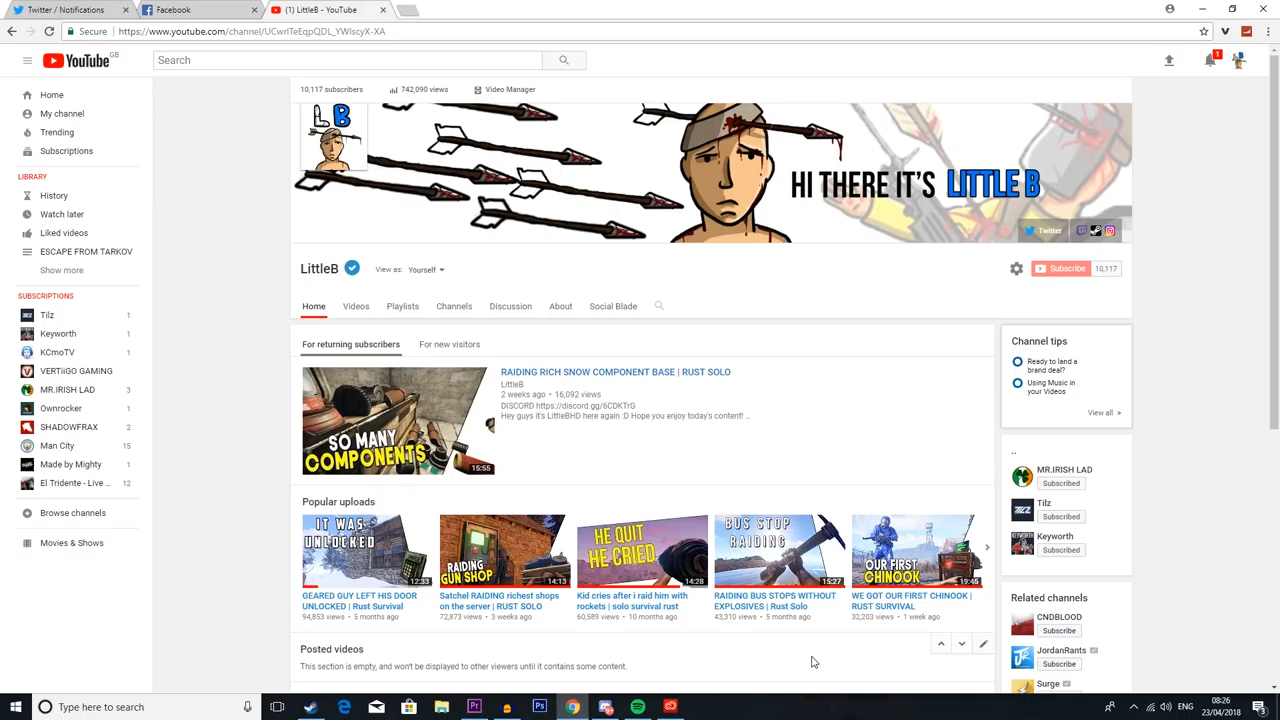 Twitter / Notifications
Facebook
(1) LittleB - YouTube
Secure
https://www.youtube.com/channel/UCwrlTeEqpQDL_YWlscyX-XA
YouTube GB
Search
1
Home
My channel
Trending
Subscriptions
LIBRARY
History
Watch later
Liked videos
ESCAPE FROM TARKOV
Show more
SUBSCRIPTIONS
Tilz 1
Keyworth 1
KCmoTV 1
VERTiiGO GAMING
MR.IRISH LAD 3
Ownrocker 1
SHADOWFRAX 2
Man City 15
Made by Mighty 1
El Tridente - Live ... 12
Browse channels
Movies & Shows
10,117 subscribers
742,090 views
Video Manager
L B
HI THERE IT'S LITTLE B
Twitter
LittleB
View as: Yourself
Subscribe 10,117
Home Videos Playlists Channels Discussion About Social Blade
For returning subscribers For new visitors
SO MANY
COMPONENTS
15:55
RAIDING RICH SNOW COMPONENT BASE | RUST SOLO
LittleB
2 weeks ago • 16,092 views
DISCORD https://discord.gg/6CDKTrG
Hey guys it's LittleBHD here again :D Hope you enjoy today's content! ...
Popular uploads
IT WAS
UNLOCKED
12:33
GEARED GUY LEFT HIS DOOR
UNLOCKED | Rust Survival
94,853 views • 5 months ago
RAIDING
GUN SHOP
14:13
Satchel RAIDING richest shops
on the server | RUST SOLO
72,873 views • 3 weeks ago
HE QUIT
HE CRIED
14:28
Kid cries after i raid him with
rockets | solo survival rust
60,589 views • 10 months ago
BUS STOP
RAIDING
15:27
RAIDING BUS STOPS WITHOUT
EXPLOSIVES | Rust Solo
43,310 views • 5 months ago
OUR FIRST
CHINOOK
19:45
WE GOT OUR FIRST CHINOOK |
RUST SURVIVAL
32,203 views • 1 week ago
Posted videos
This section is empty, and won't be displayed to other viewers until it contains some content.
Channel tips
Ready to land a
brand deal?
Using Music in
your Videos
View all »
..
MR.IRISH LAD
Subscribed
Tilz
Subscribed
Keyworth
Subscribed
Related channels
CNDBLOOD
Subscribe
JordanRants
Subscribe
Surge
Type here to search
Pr
Ps
ENG
08:26
23/04/2018